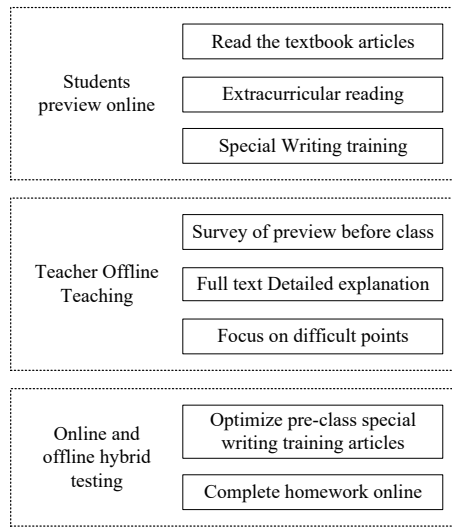 Students
preview online
Read the textbook articles
Extracurricular reading
Special Writing training
Teacher Offline
Teaching
Survey of preview before class
Full text Detailed explanation
Focus on difficult points
Online and
offline hybrid
testing
Optimize pre-class special
writing training articles
Complete homework online